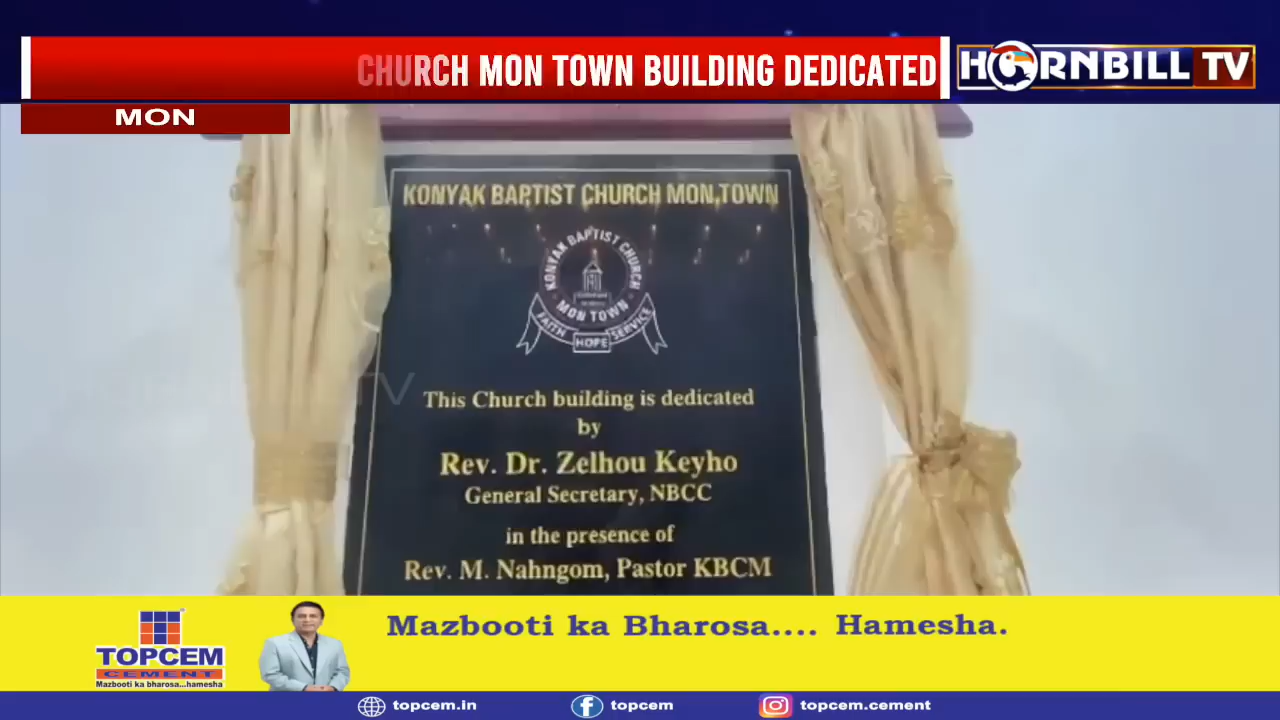 CHURCH MON TOWN BUILDING DEDICATED
HORNBILL TV
MON
KONYAK BAPTIST CHURCH MON TOWN
KONYAK BAPTIST CHURCH
MON TOWN
FAITH HOPE SERVICE
TV
This Church building is dedicated
by
Rev. Dr. Zelhou Keyho
General Secretary, NBCC
in the presence of
Rev. M. Nahngom, Pastor KBCM
TOPCEM
CEMENT
Mazbooti ka bharosa...hamesha
Mazbooti ka Bharosa.... Hamesha.
topcem.in
topcem
topcem.cement